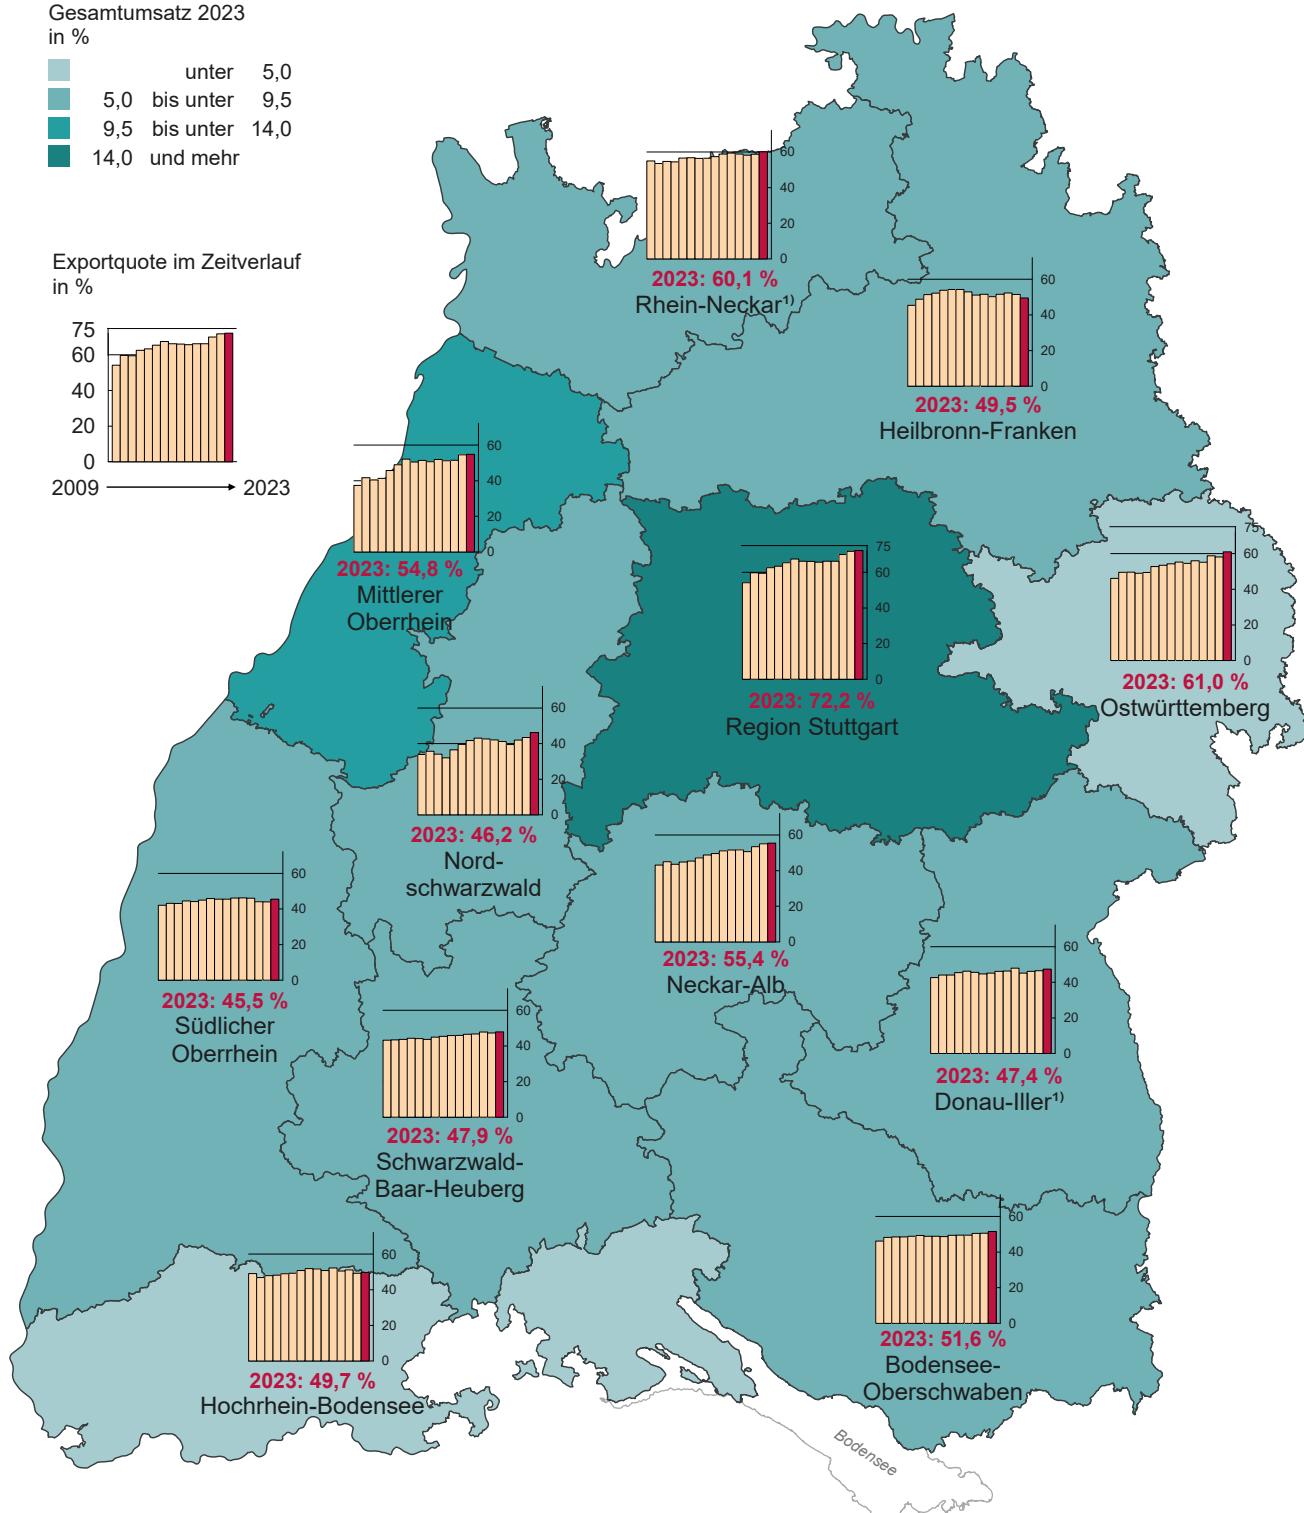 Gesamtumsatz 2023
in %
unter 5,0
5,0 bis unter 9,5
9,5 bis unter 14,0
14,0 und mehr
Exportquote im Zeitverlauf
in %
75
60
40
20
0
2009 2023
60
40
20
0
2023: 60,1 %
Rhein-Neckar¹⁾
60
40
20
0
2023: 49,5 %
Heilbronn-Franken
60
40
20
0
2023: 54,8 %
Mittlerer
Oberrhein
75
60
40
20
0
2023: 72,2 %
Region Stuttgart
75
60
40
20
0
2023: 61,0 %
Ostwürttemberg
60
40
20
0
2023: 46,2 %
Nord-
schwarzwald
60
40
20
0
2023: 55,4 %
Neckar-Alb
60
40
20
0
2023: 45,5 %
Südlicher
Oberrhein
60
40
20
0
2023: 47,4 %
Donau-Iller¹⁾
60
40
20
0
2023: 47,9 %
Schwarzwald-
Baar-Heuberg
60
40
20
0
2023: 51,6 %
Bodensee-
Oberschwaben
60
40
20
0
2023: 49,7 %
Hochrhein-Bodensee
Bodensee